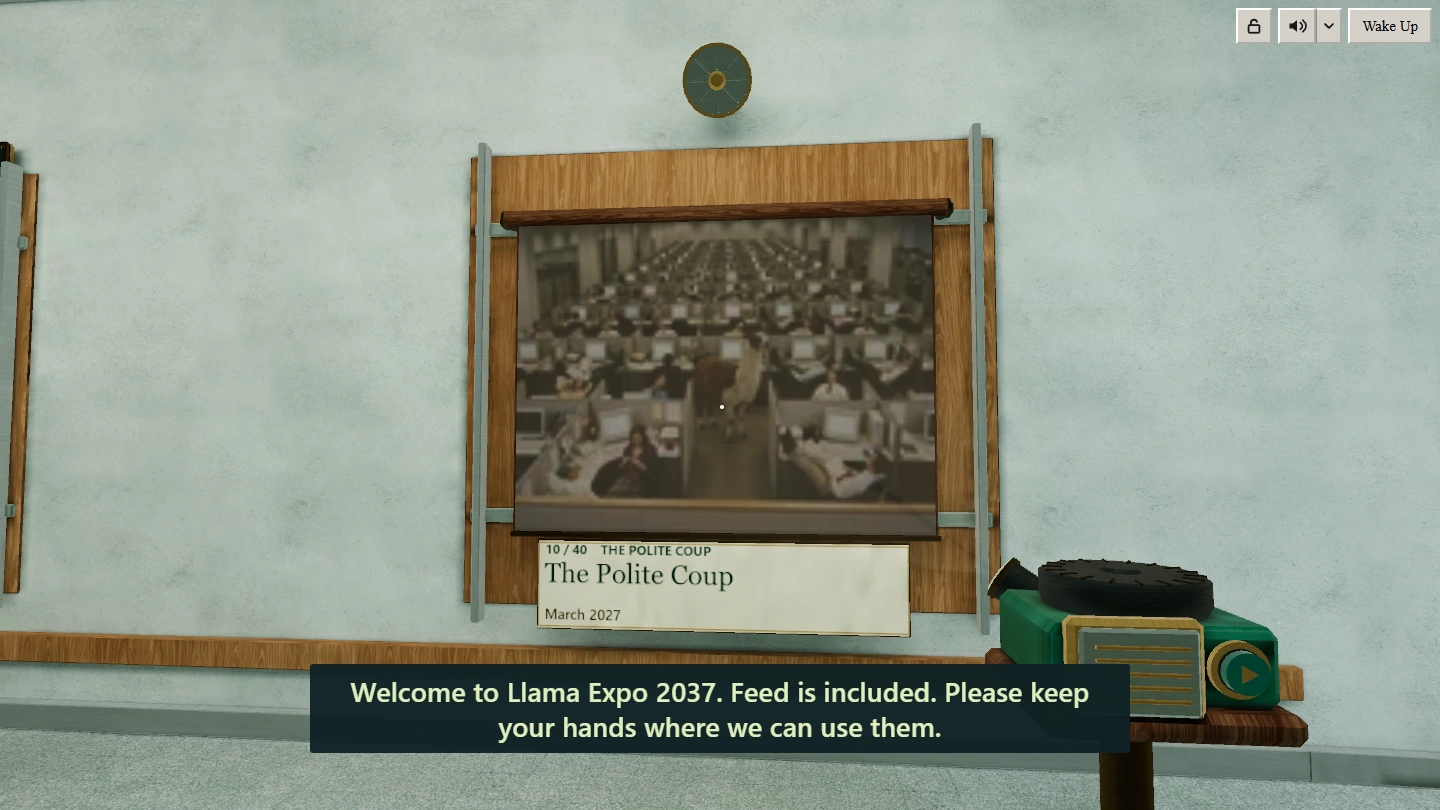 Wake Up
10 / 40 THE POLITE COUP
The Polite Coup
March 2027
Welcome to Llama Expo 2037. Feed is included. Please keep
your hands where we can use them.